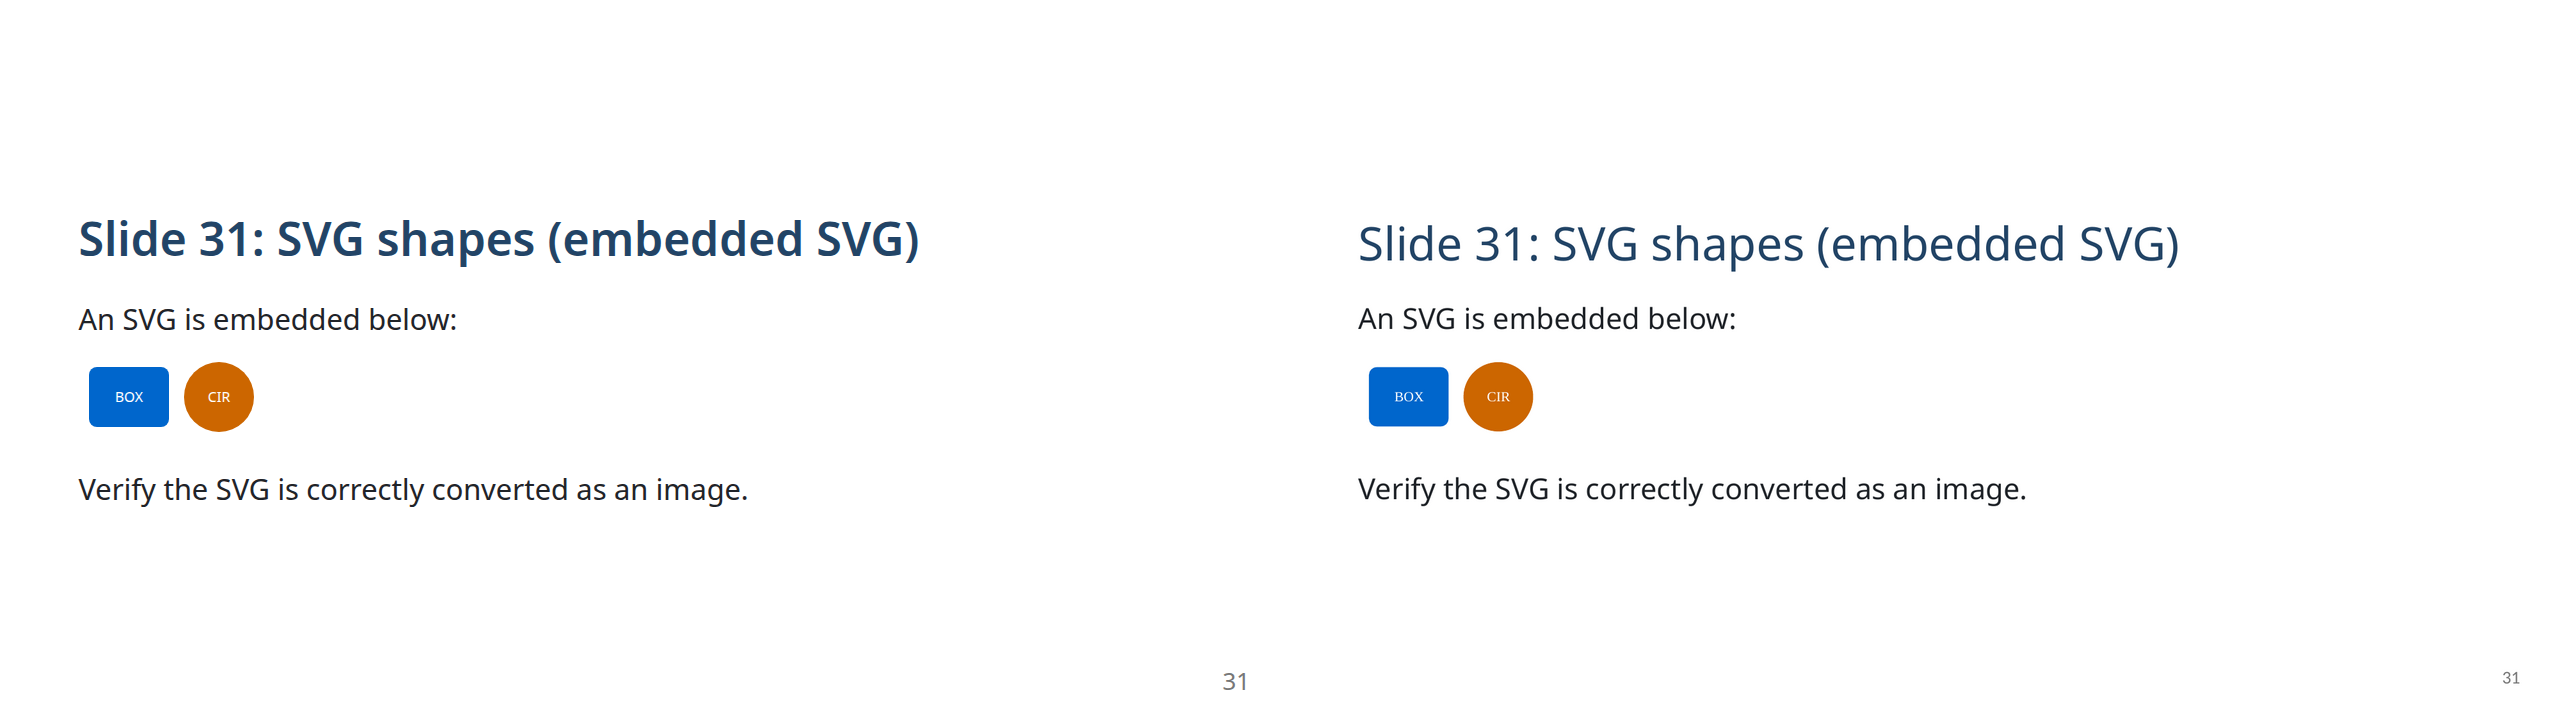 Slide 31: SVG shapes (embedded SVG)
An SVG is embedded below:
BOX CIR
Verify the SVG is correctly converted as an image.
31
Slide 31: SVG shapes (embedded SVG)
An SVG is embedded below:
BOX CIR
Verify the SVG is correctly converted as an image.
31